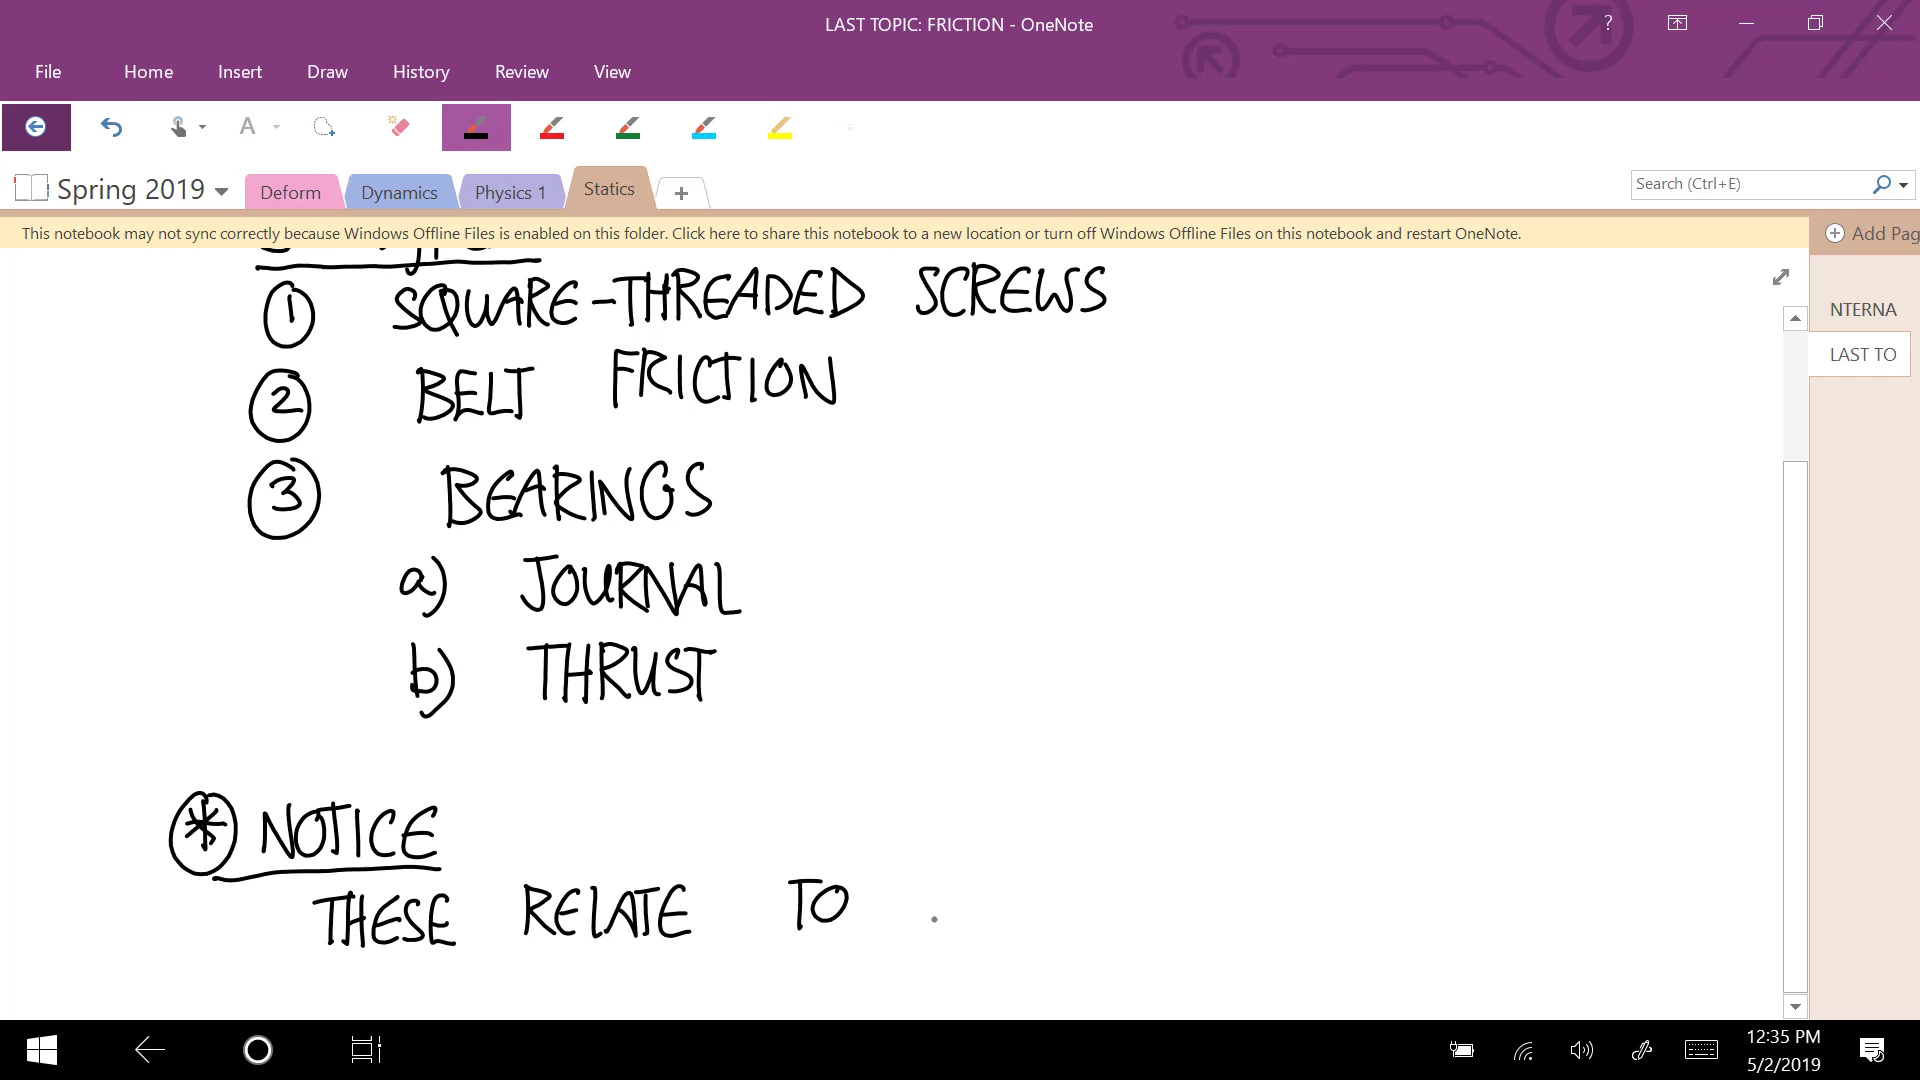 LAST TOPIC: FRICTION - OneNote
?
File Home Insert Draw History Review View
A
Spring 2019 Deform Dynamics Physics 1 Statics +
Search (Ctrl+E)
This notebook may not sync correctly because Windows Offline Files is enabled on this folder. Click here to share this notebook to a new location or turn off Windows Offline Files on this notebook and restart OneNote.
Add Pag
NTERNA
LAST TO
① SQUARE-THREADED SCREWS
② BELT FRICTION
③ BEARINGS
a) JOURNAL
b) THRUST
* NOTICE
THESE RELATE TO
12:35 PM
5/2/2019